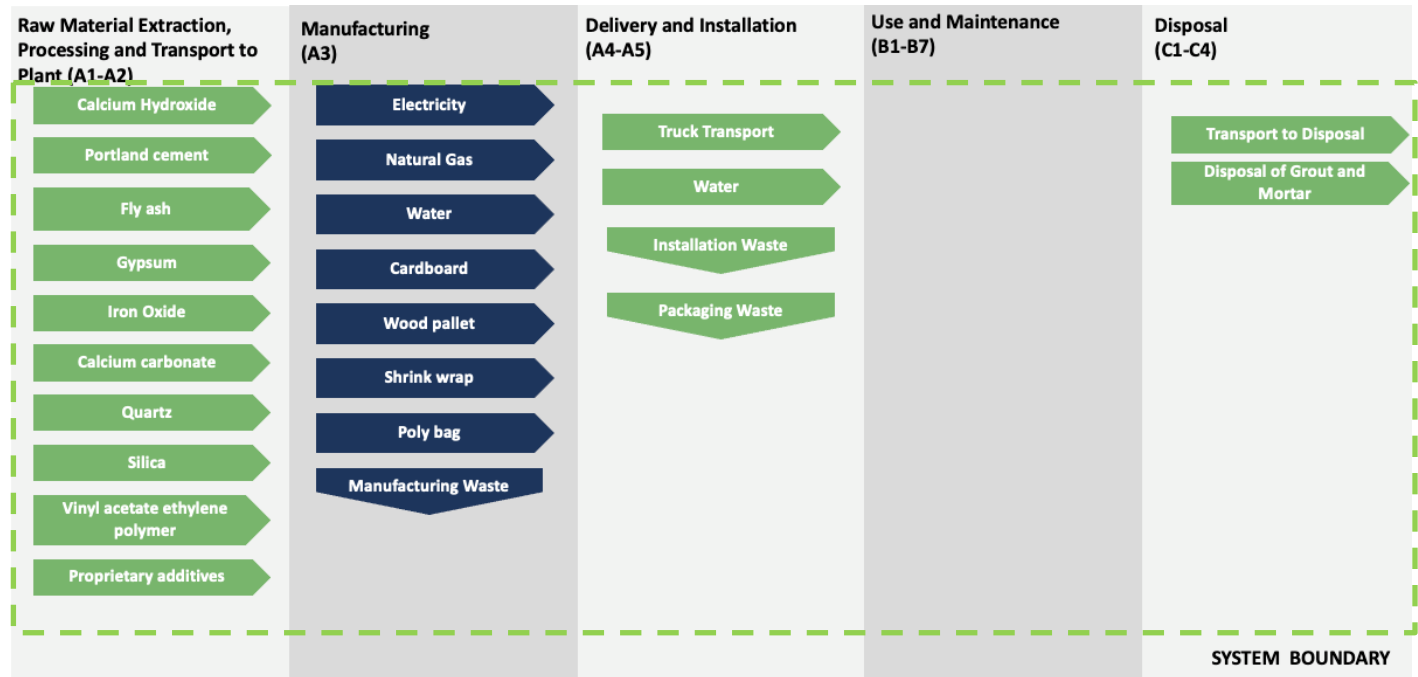 Raw Material Extraction,
Processing and Transport to
Plant (A1-A2)
Calcium Hydroxide
Portland cement
Fly ash
Gypsum
Iron Oxide
Calcium carbonate
Quartz
Silica
Vinyl acetate ethylene
polymer
Proprietary additives
Manufacturing
(A3)
Electricity
Natural Gas
Water
Cardboard
Wood pallet
Shrink wrap
Poly bag
Manufacturing Waste
Delivery and Installation
(A4-A5)
Truck Transport
Water
Installation Waste
Packaging Waste
Use and Maintenance
(B1-B7)
Disposal
(C1-C4)
Transport to Disposal
Disposal of Grout and
Mortar
SYSTEM BOUNDARY